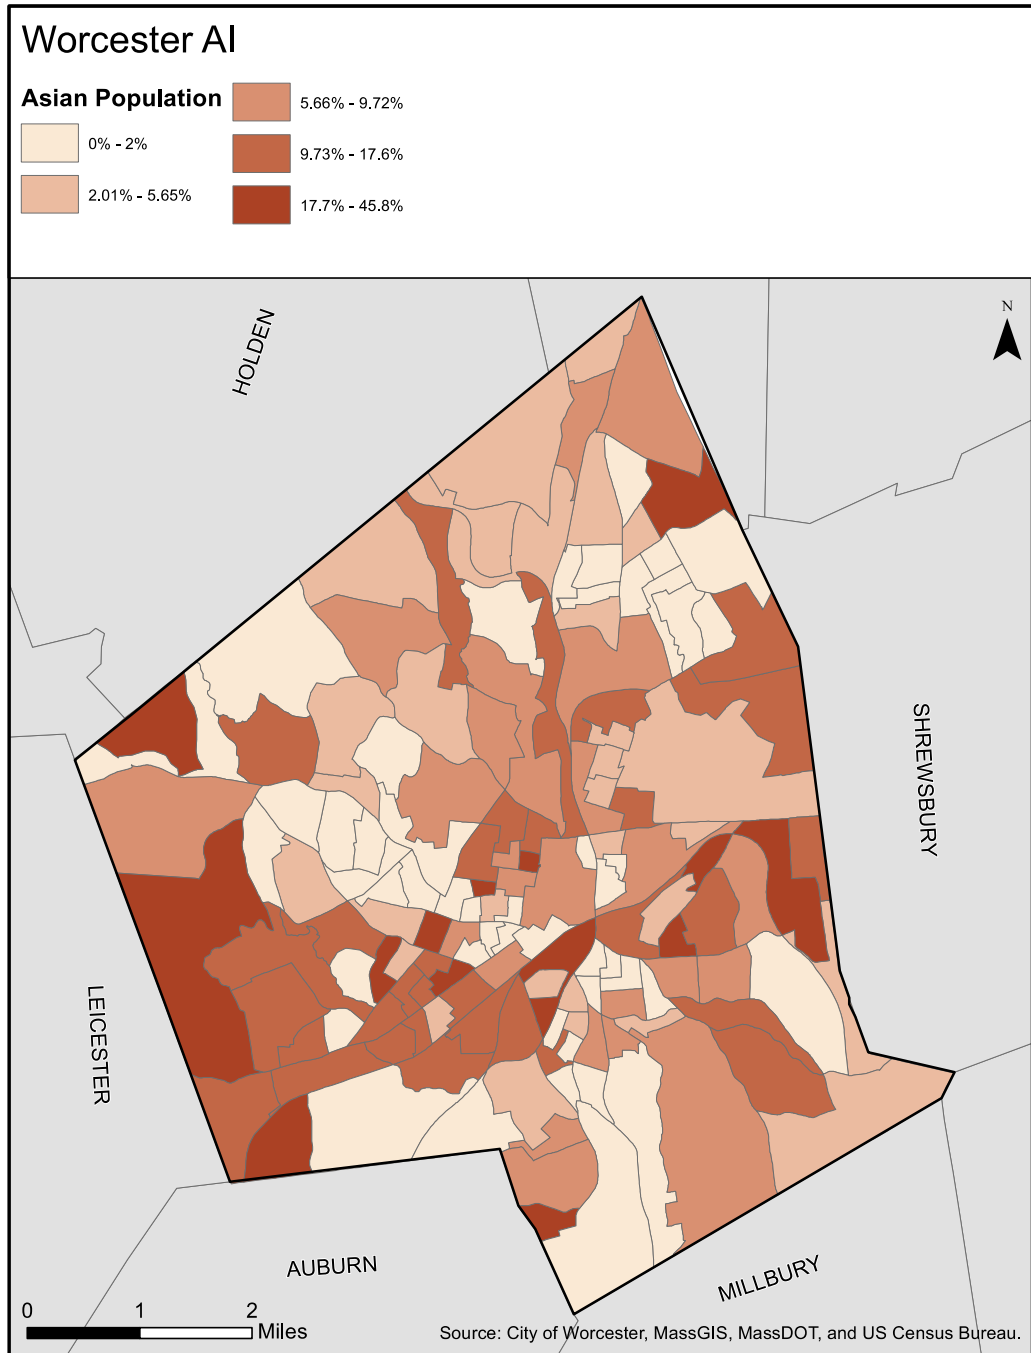 Worcester AI
Asian Population
0% - 2%
2.01% - 5.65%
5.66% - 9.72%
9.73% - 17.6%
17.7% - 45.8%
HOLDEN
N
SHREWSBURY
LEICESTER
AUBURN
MILLBURY
0 1 2
Miles
Source: City of Worcester, MassGIS, MassDOT, and US Census Bureau.